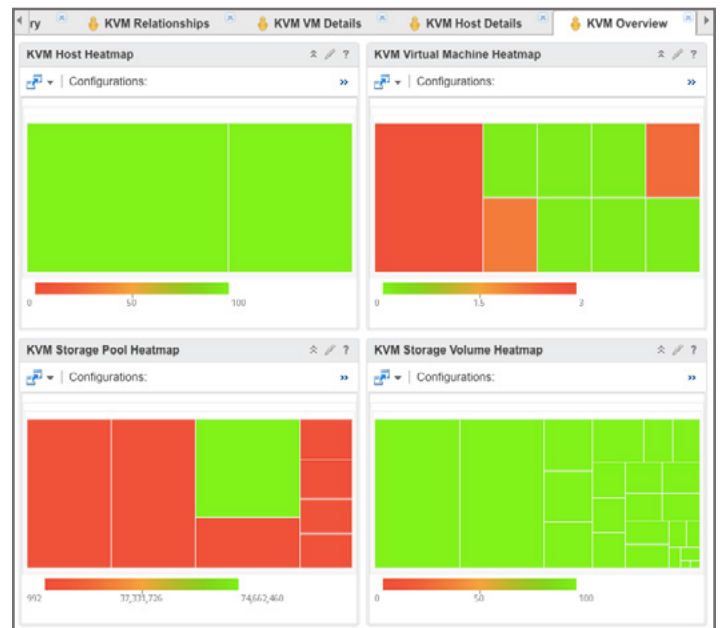 ry KVM Relationships KVM VM Details KVM Host Details KVM Overview
KVM Host Heatmap ?
Configurations: »
0 50 100
KVM Virtual Machine Heatmap ?
Configurations: »
0 1.5 3
KVM Storage Pool Heatmap ?
Configurations: »
992 37,331,726 74,662,460
KVM Storage Volume Heatmap ?
Configurations: »
0 50 100